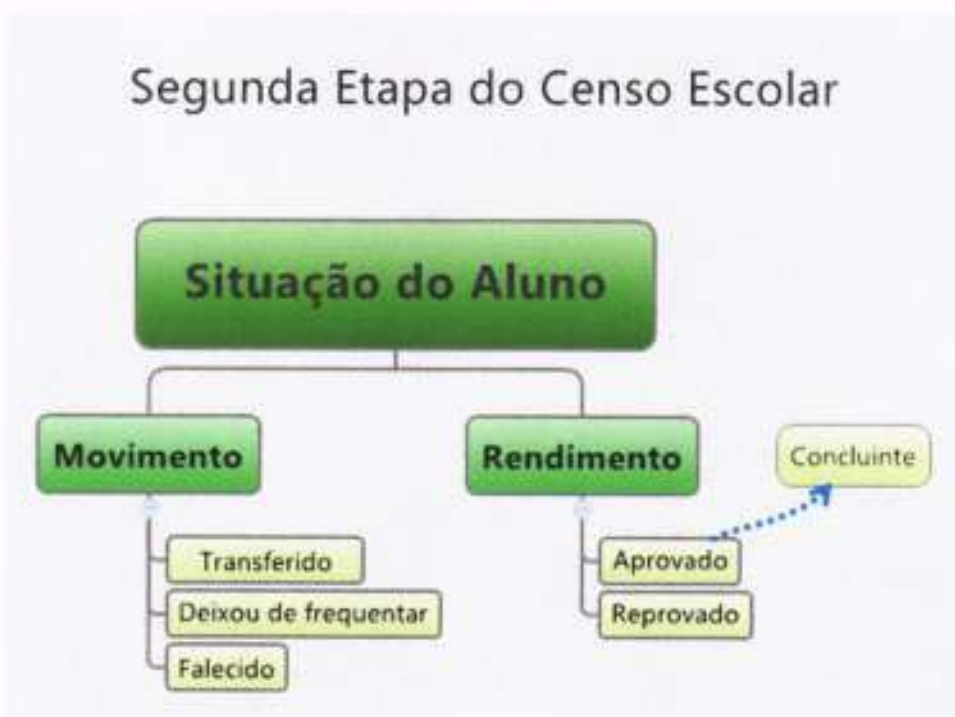 Segunda Etapa do Censo Escolar
Situação do Aluno
Movimento
Transferido
Deixou de frequentar
Falecido
Rendimento
Aprovado
Reprovado
Concluinte